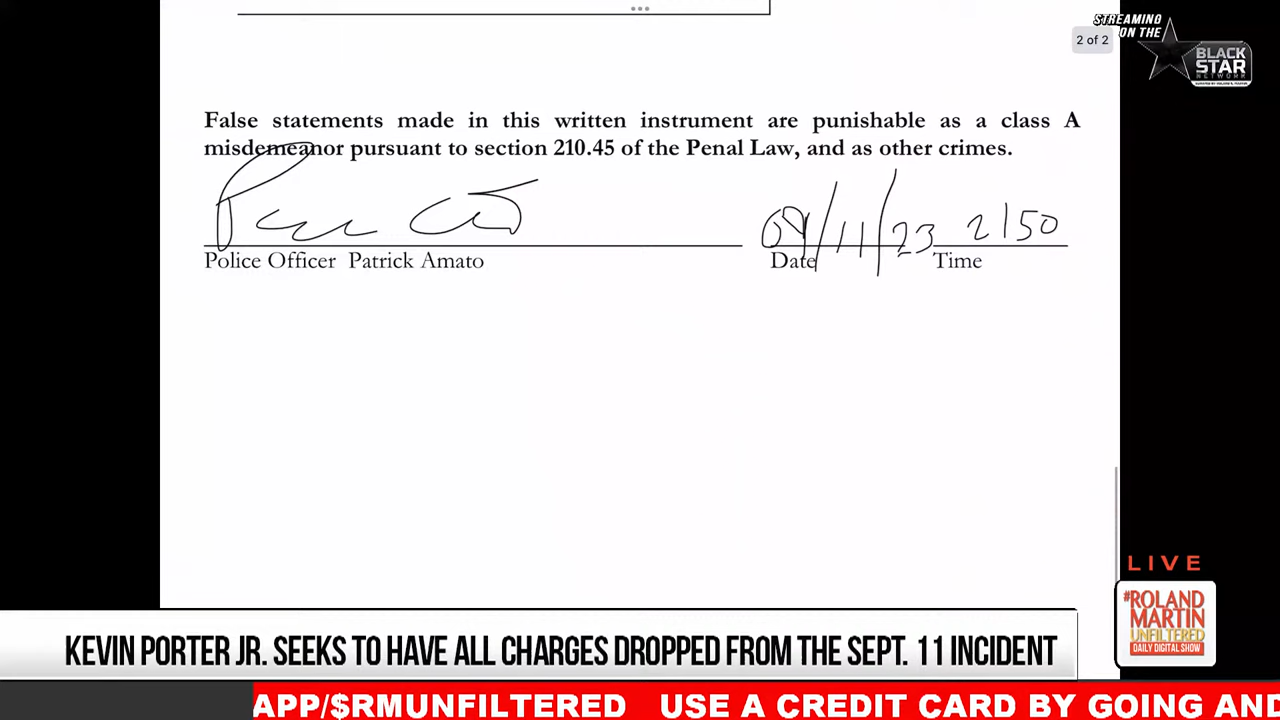 STREAMING
ON THE
2 of 2
BLACK
STAR
NETWORK
False statements made in this written instrument are punishable as a class A
misdemeanor pursuant to section 210.45 of the Penal Law, and as other crimes.
09/11/23 2150
Police Officer Patrick Amato Date Time
LIVE
#ROLAND
MARTIN
UNFILTERED
DAILY DIGITAL SHOW
KEVIN PORTER JR. SEEKS TO HAVE ALL CHARGES DROPPED FROM THE SEPT. 11 INCIDENT
APP/$RMUNFILTERED USE A CREDIT CARD BY GOING AND